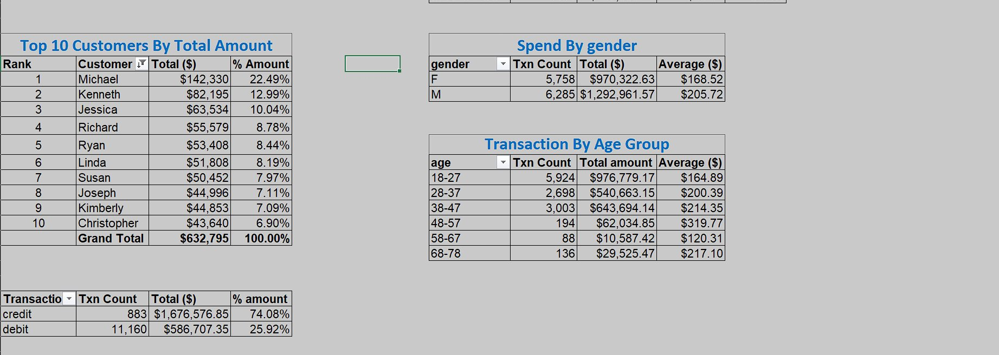 Top 10 Customers By Total Amount
Rank Customer Total ($) % Amount
1 Michael $142,330 22.49%
2 Kenneth $82,195 12.99%
3 Jessica $63,534 10.04%
4 Richard $55,579 8.78%
5 Ryan $53,408 8.44%
6 Linda $51,808 8.19%
7 Susan $50,452 7.97%
8 Joseph $44,996 7.11%
9 Kimberly $44,853 7.09%
10 Christopher $43,640 6.90%
Grand Total $632,795 100.00%
Transactio Txn Count Total ($) % amount
credit 883 $1,676,576.85 74.08%
debit 11,160 $586,707.35 25.92%
Spend By gender
gender Txn Count Total ($) Average ($)
F 5,758 $970,322.63 $168.52
M 6,285 $1,292,961.57 $205.72
Transaction By Age Group
age Txn Count Total amount Average ($)
18-27 5,924 $976,779.17 $164.89
28-37 2,698 $540,663.15 $200.39
38-47 3,003 $643,694.14 $214.35
48-57 194 $62,034.85 $319.77
58-67 88 $10,587.42 $120.31
68-78 136 $29,525.47 $217.10